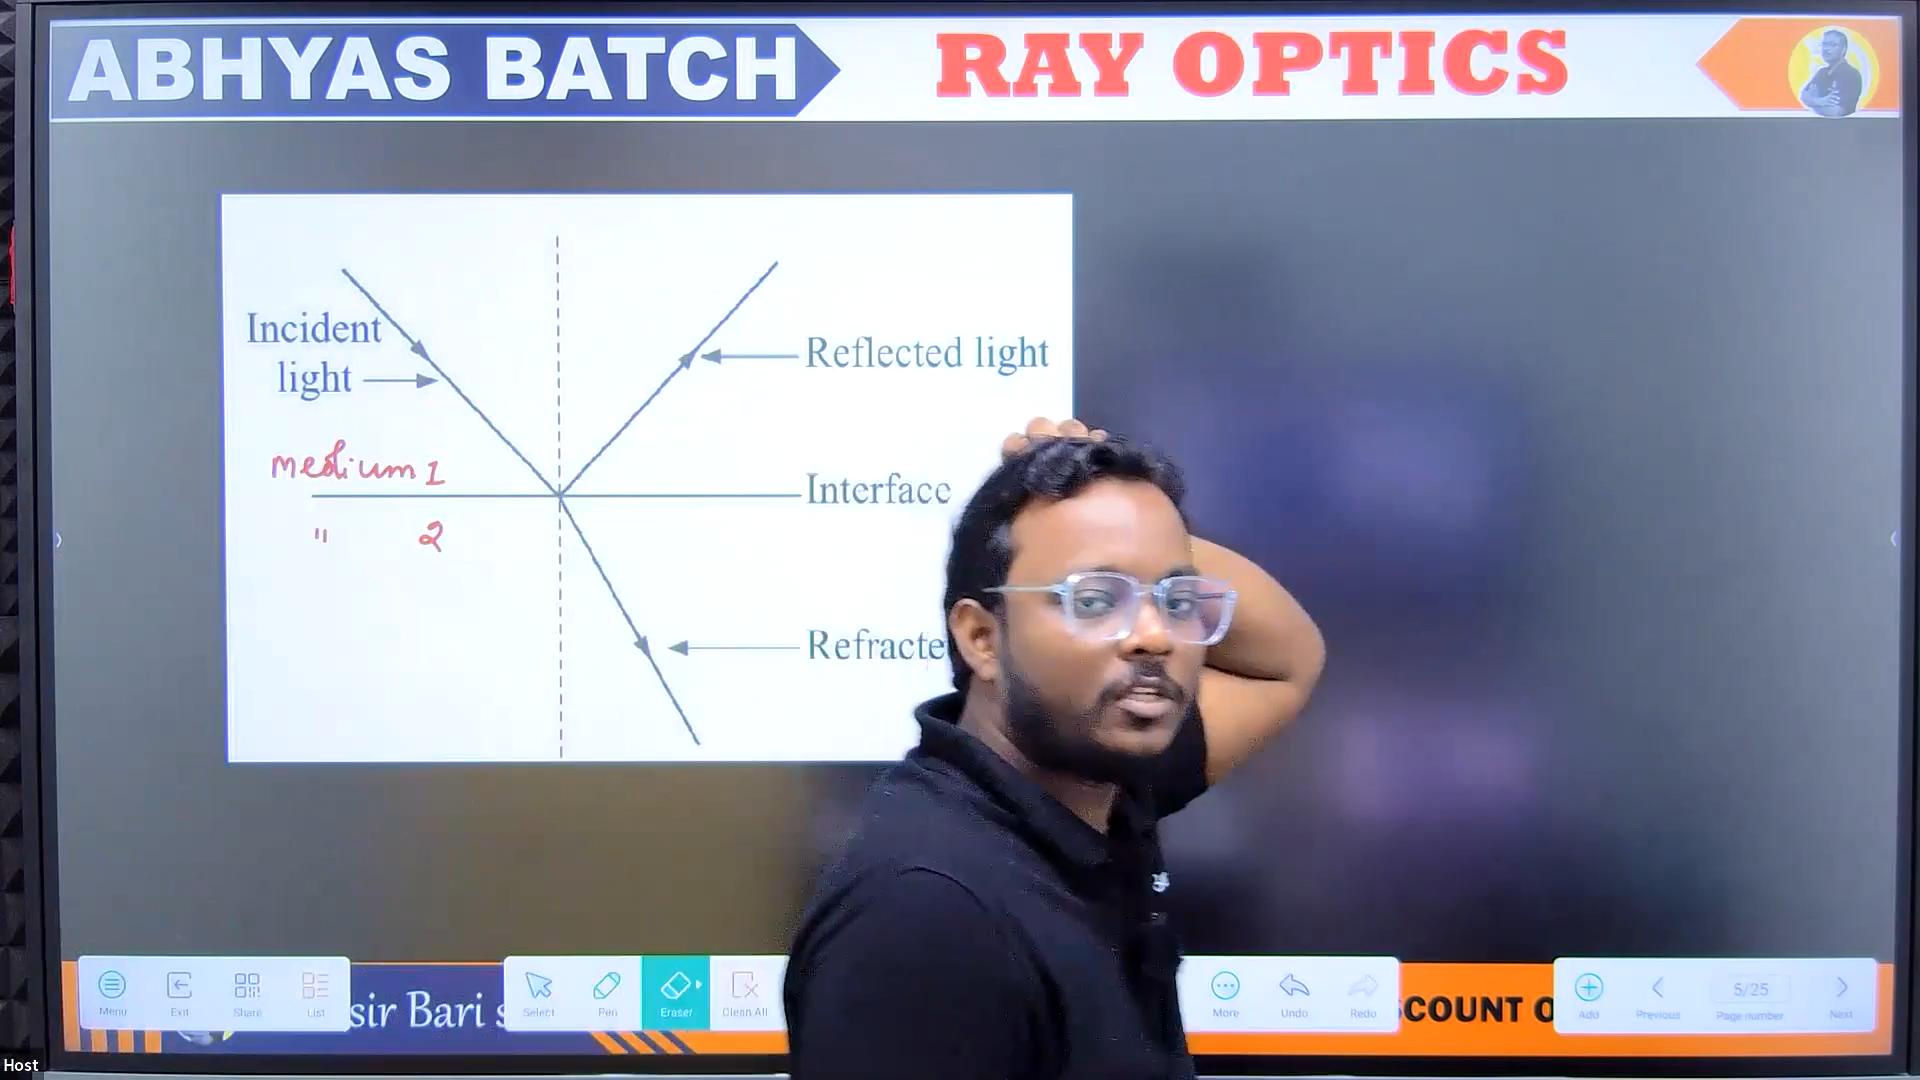 ABHYAS BATCH
RAY OPTICS
Incident
light
Reflected light
medium 1
Interface
" 2
Refracte
sir Bari s
COUNT O
Menu
Exit
Share
List
Select
Pen
Eraser
Clean All
More
Undo
Redo
Add
Previous
5/25
Page number
Next
Host